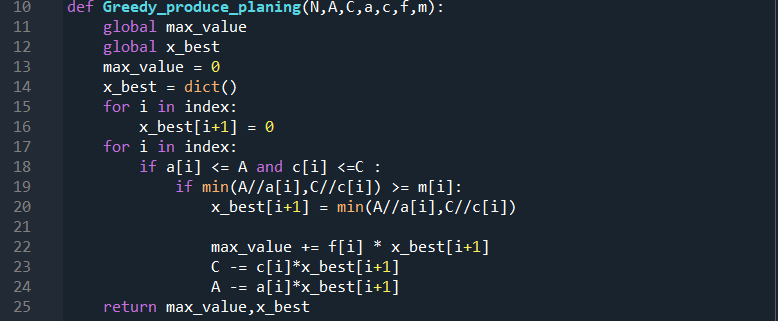 10 def Greedy_produce_planing(N,A,C,a,c,f,m):
11     global max_value
12     global x_best
13     max_value = 0
14     x_best = dict()
15     for i in index:
16         x_best[i+1] = 0
17     for i in index:
18         if a[i] <= A and c[i] <=C :
19             if min(A//a[i],C//c[i]) >= m[i]:
20                 x_best[i+1] = min(A//a[i],C//c[i])
21
22                 max_value += f[i] * x_best[i+1]
23                 C -= c[i]*x_best[i+1]
24                 A -= a[i]*x_best[i+1]
25     return max_value,x_best